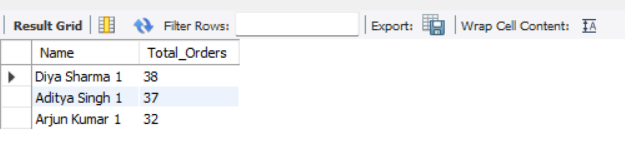 Result Grid Filter Rows: Export: Wrap Cell Content: IA
Name Total_Orders
Diya Sharma 1 38
Aditya Singh 1 37
Arjun Kumar 1 32